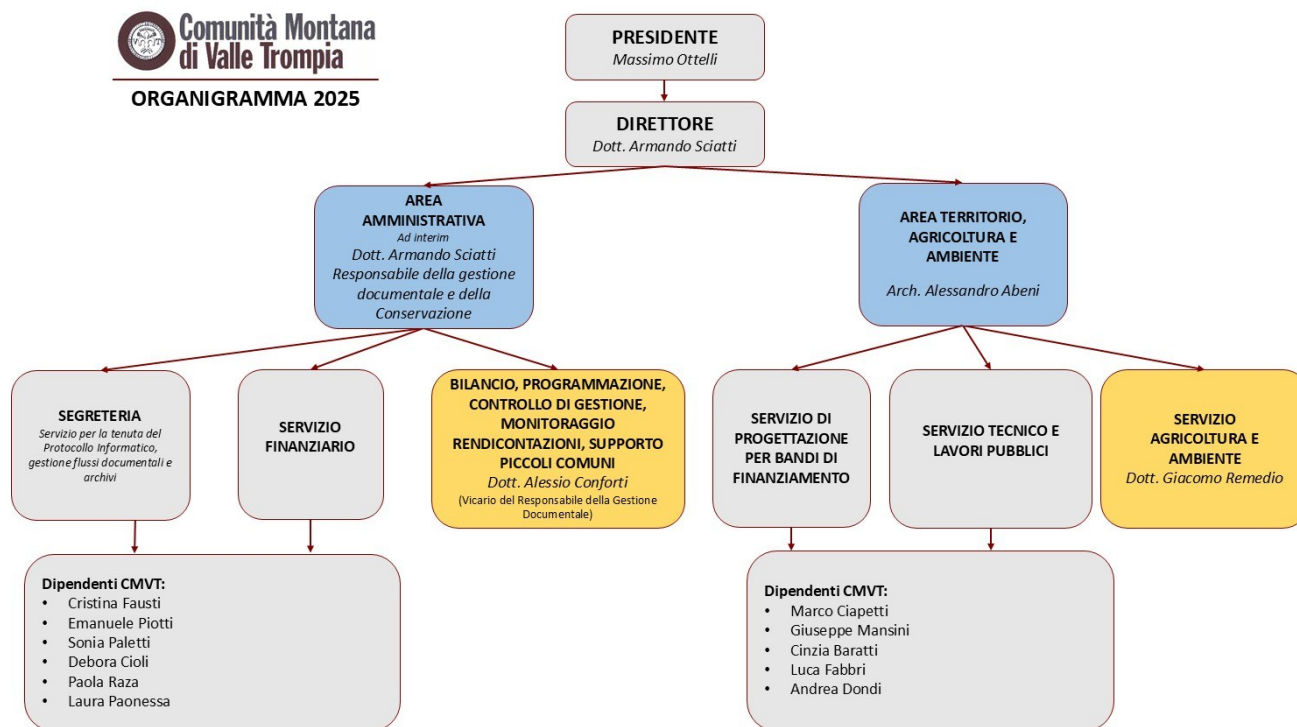 Comunità Montana
di Valle Trompia
ORGANIGRAMMA 2025
PRESIDENTE
Massimo Ottelli
DIRETTORE
Dott. Armando Sciatti
AREA
AMMINISTRATIVA
Ad interim
Dott. Armando Sciatti
Responsabile della gestione
documentale e della
Conservazione
AREA TERRITORIO,
AGRICOLTURA E
AMBIENTE
Arch. Alessandro Abeni
SEGRETERIA
Servizio per la tenuta del
Protocollo Informatico,
gestione flussi documentali e
archivi
SERVIZIO
FINANZIARIO
BILANCIO, PROGRAMMAZIONE,
CONTROLLO DI GESTIONE,
MONITORAGGIO
RENDICONTAZIONI, SUPPORTO
PICCOLI COMUNI
Dott. Alessio Conforti
(Vicario del Responsabile della Gestione
Documentale)
SERVIZIO DI
PROGETTAZIONE
PER BANDI DI
FINANZIAMENTO
SERVIZIO TECNICO E
LAVORI PUBBLICI
SERVIZIO
AGRICOLTURA E
AMBIENTE
Dott. Giacomo Remedio
Dipendenti CMVT:
• Cristina Fausti
• Emanuele Piotti
• Sonia Paletti
• Debora Cioli
• Paola Raza
• Laura Paonessa
Dipendenti CMVT:
• Marco Ciapetti
• Giuseppe Mansini
• Cinzia Baratti
• Luca Fabbri
• Andrea Dondi